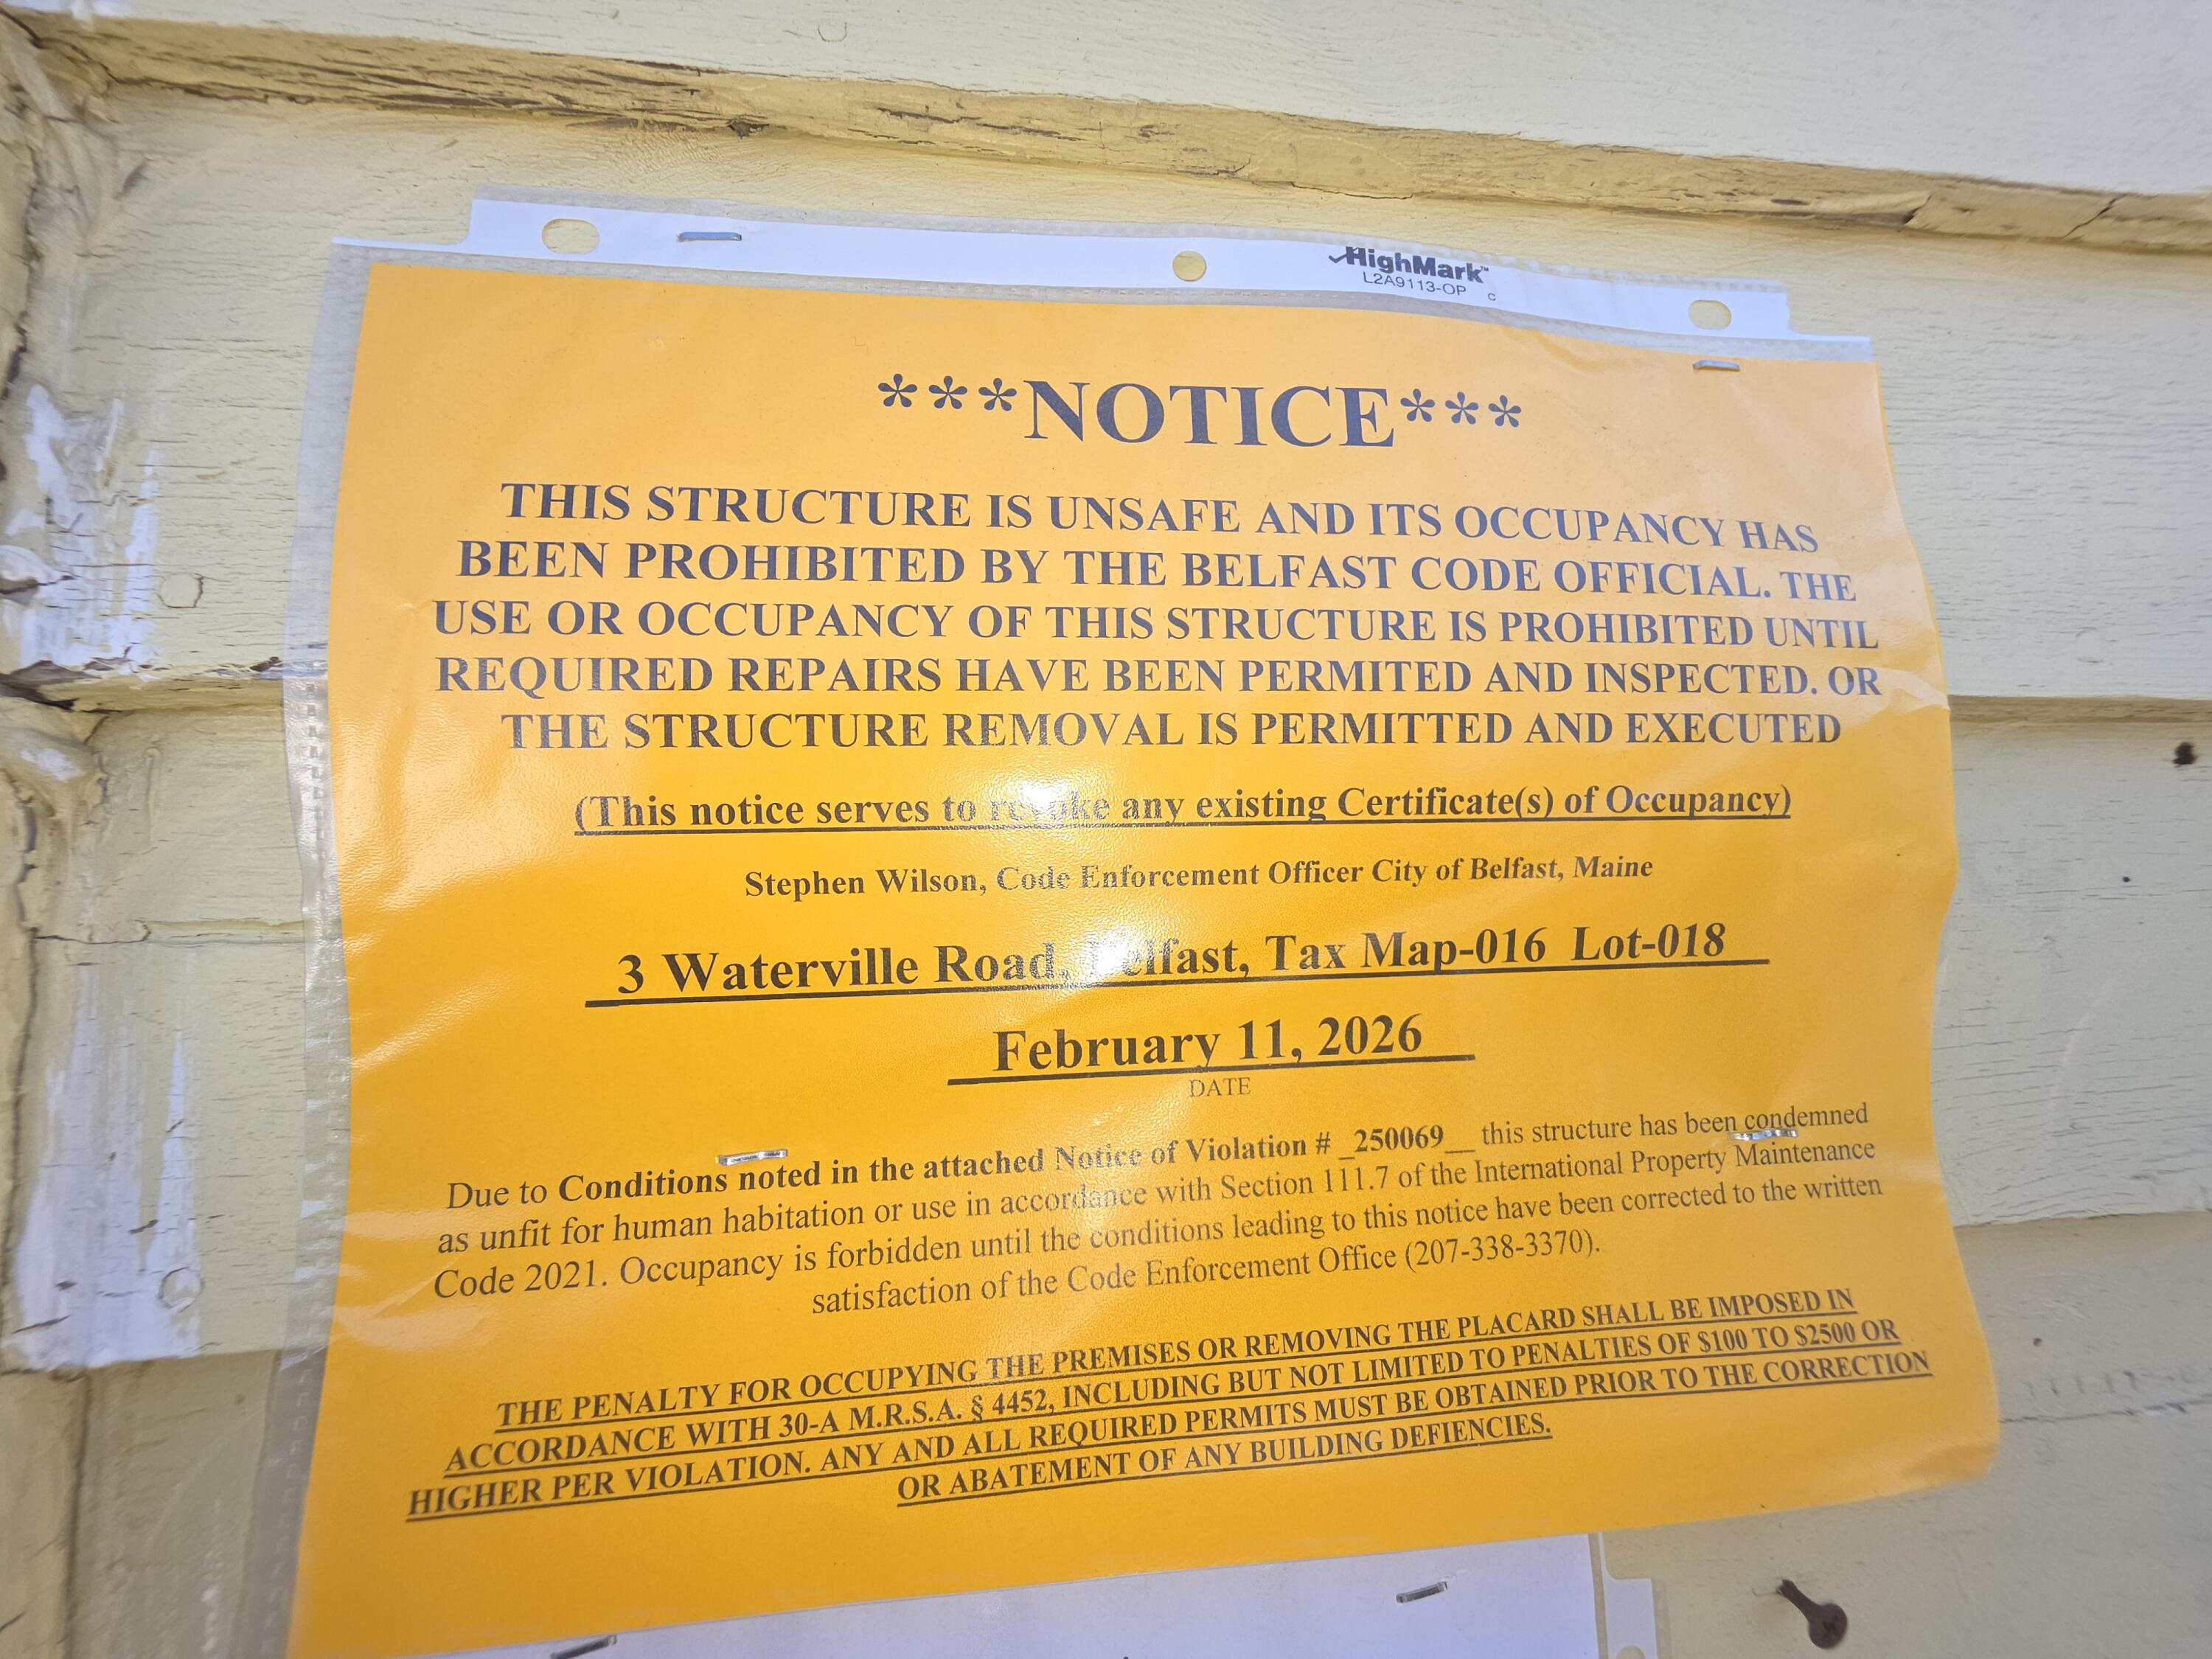 HighMark™
L2A9113-OP c
***NOTICE***
THIS STRUCTURE IS UNSAFE AND ITS OCCUPANCY HAS
BEEN PROHIBITED BY THE BELFAST CODE OFFICIAL. THE
USE OR OCCUPANCY OF THIS STRUCTURE IS PROHIBITED UNTIL
REQUIRED REPAIRS HAVE BEEN PERMITED AND INSPECTED. OR
THE STRUCTURE REMOVAL IS PERMITTED AND EXECUTED
(This notice serves to revoke any existing Certificate(s) of Occupancy)
Stephen Wilson, Code Enforcement Officer City of Belfast, Maine
3 Waterville Road, Belfast, Tax Map-016 Lot-018
February 11, 2026
DATE
Due to Conditions noted in the attached Notice of Violation # _250069__ this structure has been condemned
as unfit for human habitation or use in accordance with Section 111.7 of the International Property Maintenance
Code 2021. Occupancy is forbidden until the conditions leading to this notice have been corrected to the written
satisfaction of the Code Enforcement Office (207-338-3370).
THE PENALTY FOR OCCUPYING THE PREMISES OR REMOVING THE PLACARD SHALL BE IMPOSED IN
ACCORDANCE WITH 30-A M.R.S.A. § 4452, INCLUDING BUT NOT LIMITED TO PENALTIES OF $100 TO $2500 OR
HIGHER PER VIOLATION. ANY AND ALL REQUIRED PERMITS MUST BE OBTAINED PRIOR TO THE CORRECTION
OR ABATEMENT OF ANY BUILDING DEFIENCIES.